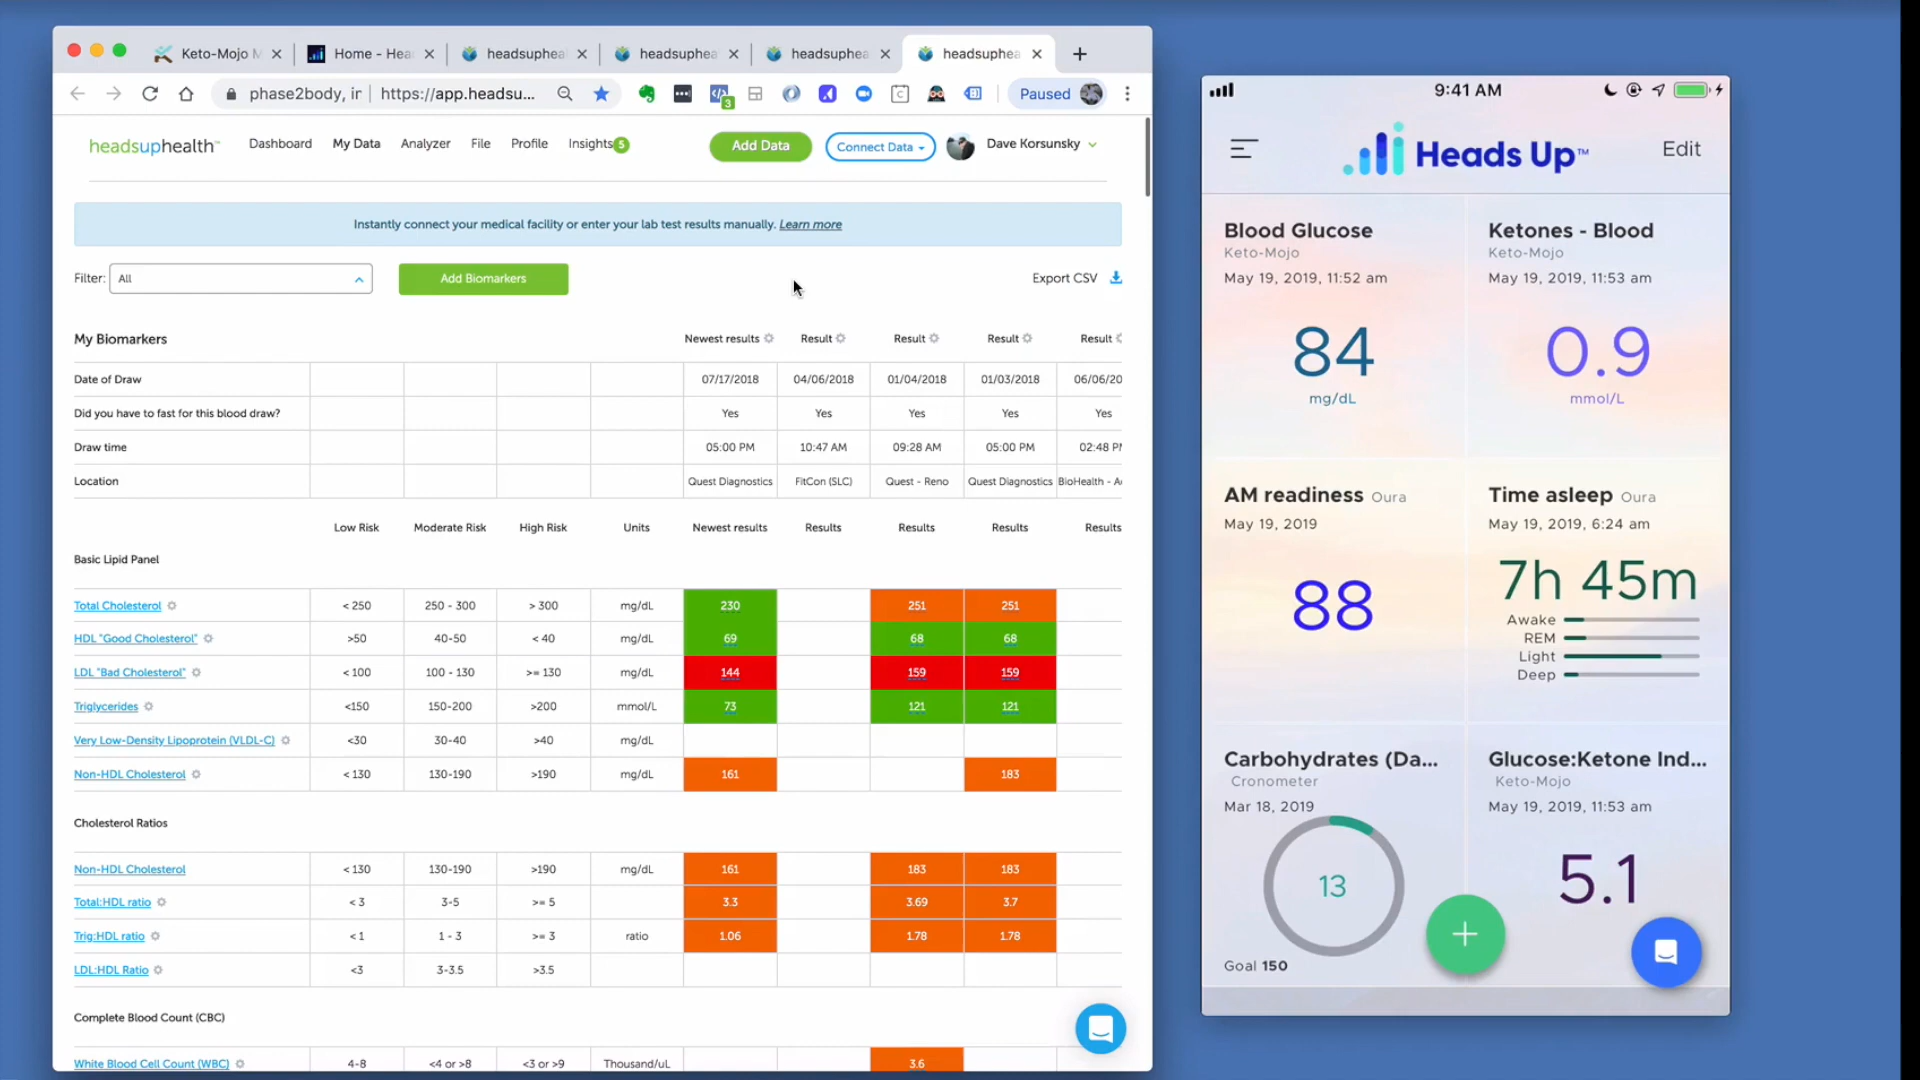 Keto-Mojo M
Home - Hea
headsuphea
headsuphea
headsuphea
headsuphea
phase2body, ir | https://app.headsu...
3
Paused
headsuphealth™
Dashboard
My Data
Analyzer
File
Profile
Insights 5
Add Data
Connect Data
Dave Korsunsky
Instantly connect your medical facility or enter your lab test results manually. Learn more
Filter: All
Add Biomarkers
Export CSV
My Biomarkers Newest results Result Result Result Result
Date of Draw 07/17/2018 04/06/2018 01/04/2018 01/03/2018 06/06/20
Did you have to fast for this blood draw? Yes Yes Yes Yes Yes
Draw time 05:00 PM 10:47 AM 09:28 AM 05:00 PM 02:48 PM
Location Quest Diagnostics FitCon (SLC) Quest - Reno Quest Diagnostics BioHealth - A
Low Risk Moderate Risk High Risk Units Newest results Results Results Results Results
Basic Lipid Panel
Total Cholesterol < 250 250 - 300 > 300 mg/dL 230 251 251
HDL "Good Cholesterol" >50 40-50 < 40 mg/dL 69 68 68
LDL "Bad Cholesterol" < 100 100 - 130 >= 130 mg/dL 144 159 159
Triglycerides <150 150-200 >200 mmol/L 73 121 121
Very Low-Density Lipoprotein (VLDL-C) <30 30-40 >40 mg/dL
Non-HDL Cholesterol < 130 130-190 >190 mg/dL 161 183
Cholesterol Ratios
Non-HDL Cholesterol < 130 130-190 >190 mg/dL 161 183 183
Total:HDL ratio < 3 3-5 >= 5 3.3 3.69 3.7
Trig:HDL ratio < 1 1 - 3 >= 3 ratio 1.06 1.78 1.78
LDL:HDL Ratio <3 3-3.5 >3.5
Complete Blood Count (CBC)
White Blood Cell Count (WBC) 4-8 <4 or >8 <3 or >9 Thousand/uL 3.6
9:41 AM
Heads Up™
Edit
Blood Glucose
Keto-Mojo
May 19, 2019, 11:52 am
84
mg/dL
Ketones - Blood
Keto-Mojo
May 19, 2019, 11:53 am
0.9
mmol/L
AM readiness Oura
May 19, 2019
88
Time asleep Oura
May 19, 2019, 6:24 am
7h 45m
Awake
REM
Light
Deep
Carbohydrates (Da...
Cronometer
Mar 18, 2019
13
Goal 150
Glucose:Ketone Ind...
Keto-Mojo
May 19, 2019, 11:53 am
5.1